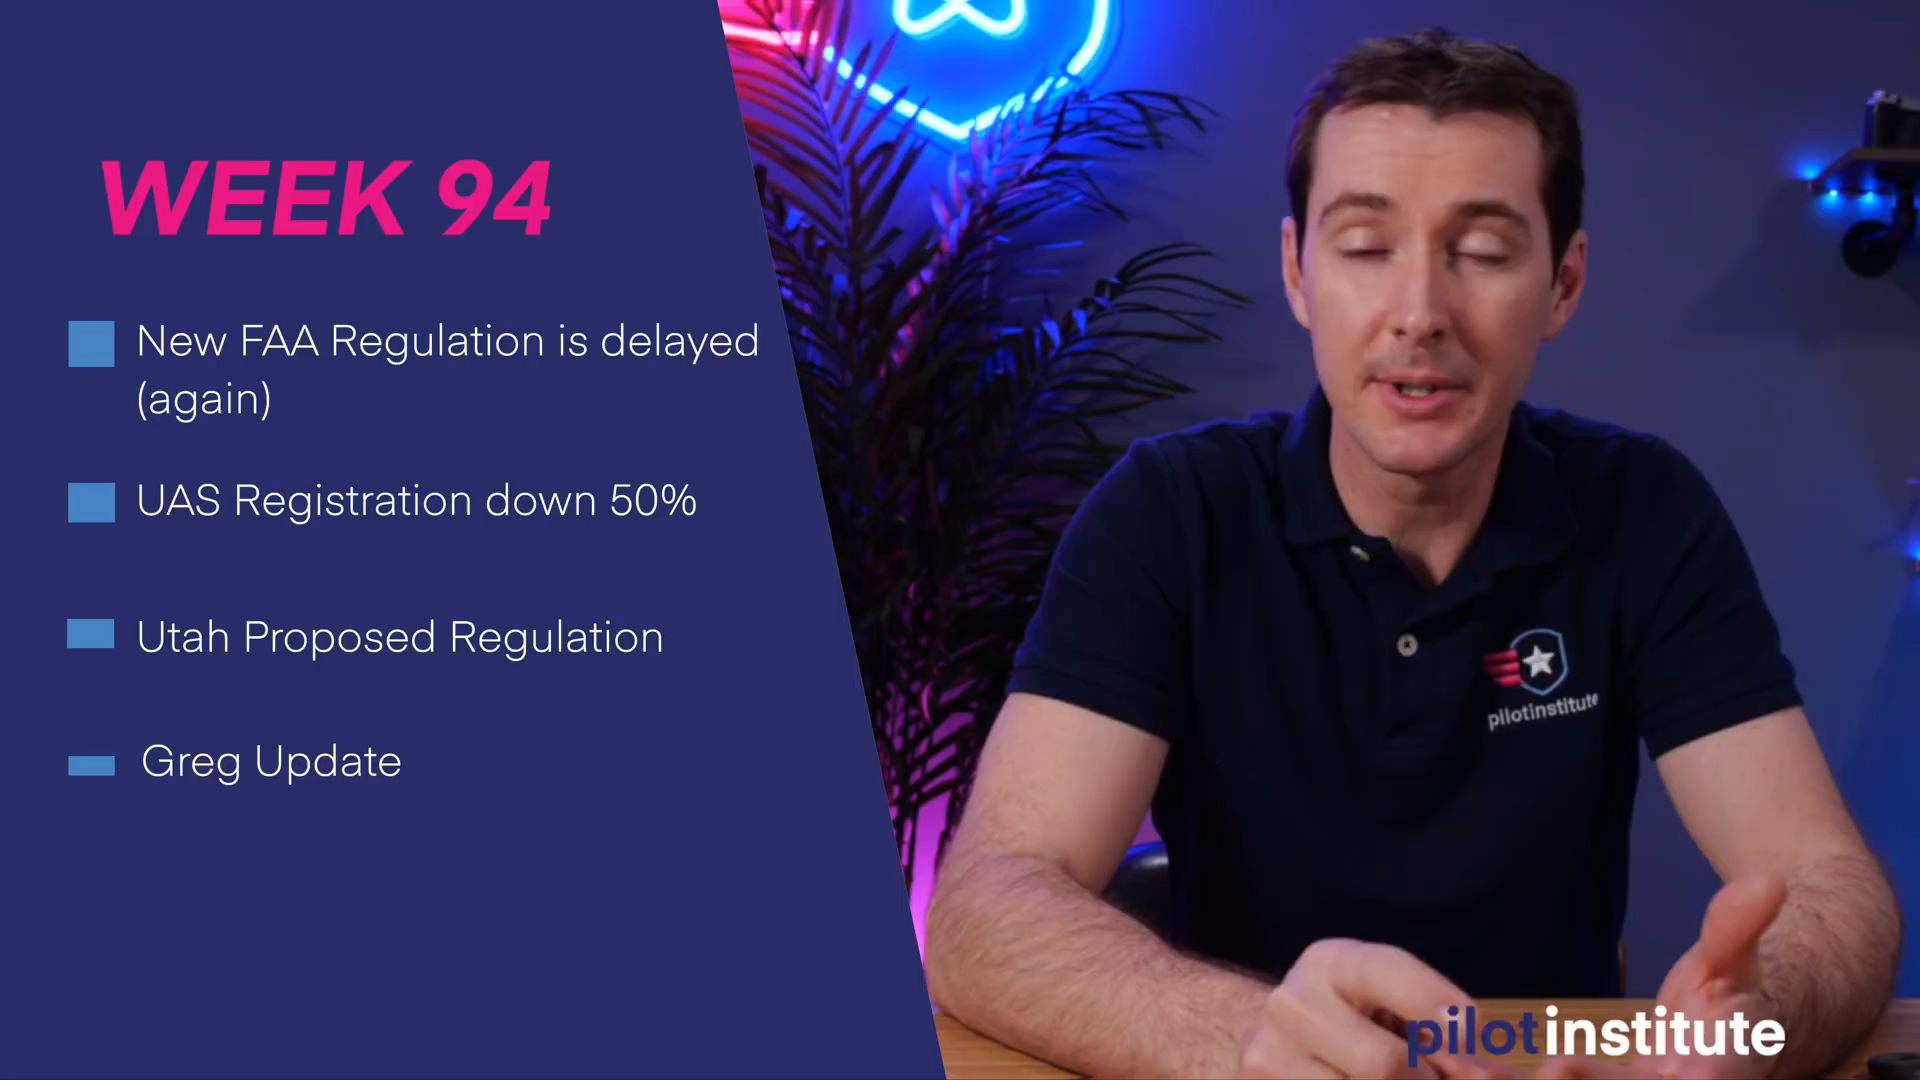 WEEK 94
New FAA Regulation is delayed
(again)
UAS Registration down 50%
Utah Proposed Regulation
Greg Update
pilotinstitute
pilotinstitute